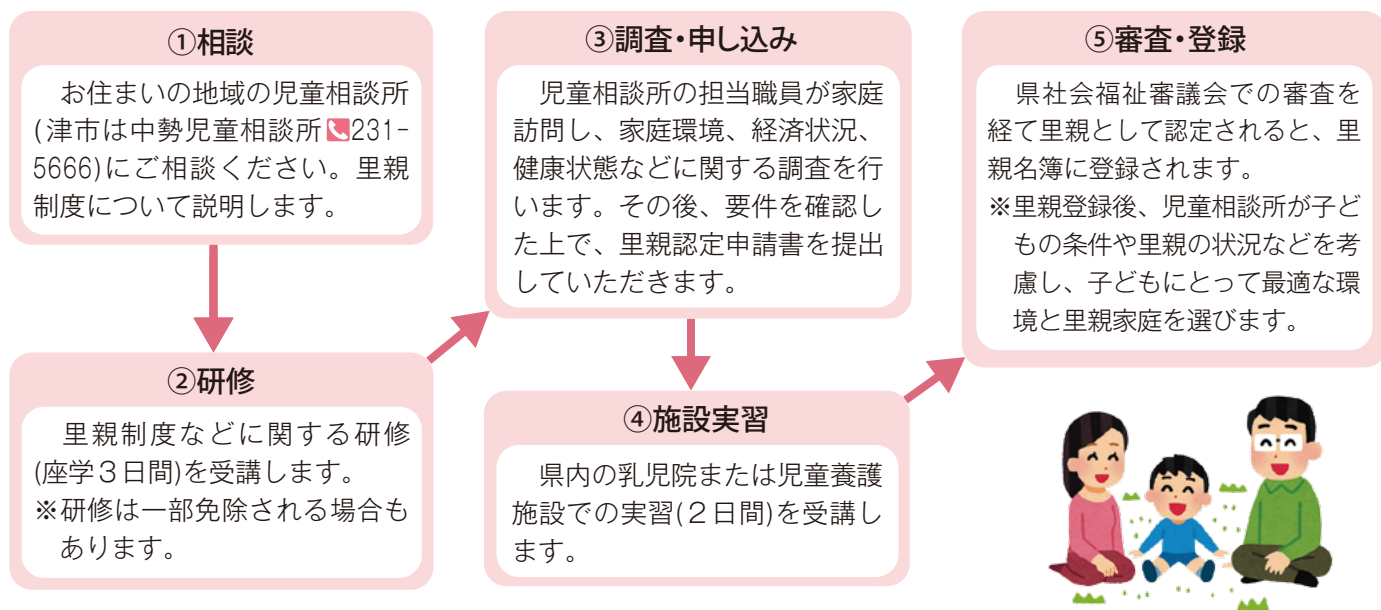 ①相談
お住まいの地域の児童相談所
(津市は中勢児童相談所📞231-
5666)にご相談ください。里親
制度について説明します。
②研修
里親制度などに関する研修
(座学３日間)を受講します。
※研修は一部免除される場合も
あります。
③調査・申し込み
児童相談所の担当職員が家庭
訪問し、家庭環境、経済状況、
健康状態などに関する調査を行
います。その後、要件を確認し
た上で、里親認定申請書を提出
していただきます。
④施設実習
県内の乳児院または児童養護
施設での実習(２日間)を受講し
ます。
⑤審査・登録
県社会福祉審議会での審査を
経て里親として認定されると、里
親名簿に登録されます。
※里親登録後、児童相談所が子ど
もの条件や里親の状況などを考
慮し、子どもにとって最適な環
境と里親家庭を選びます。